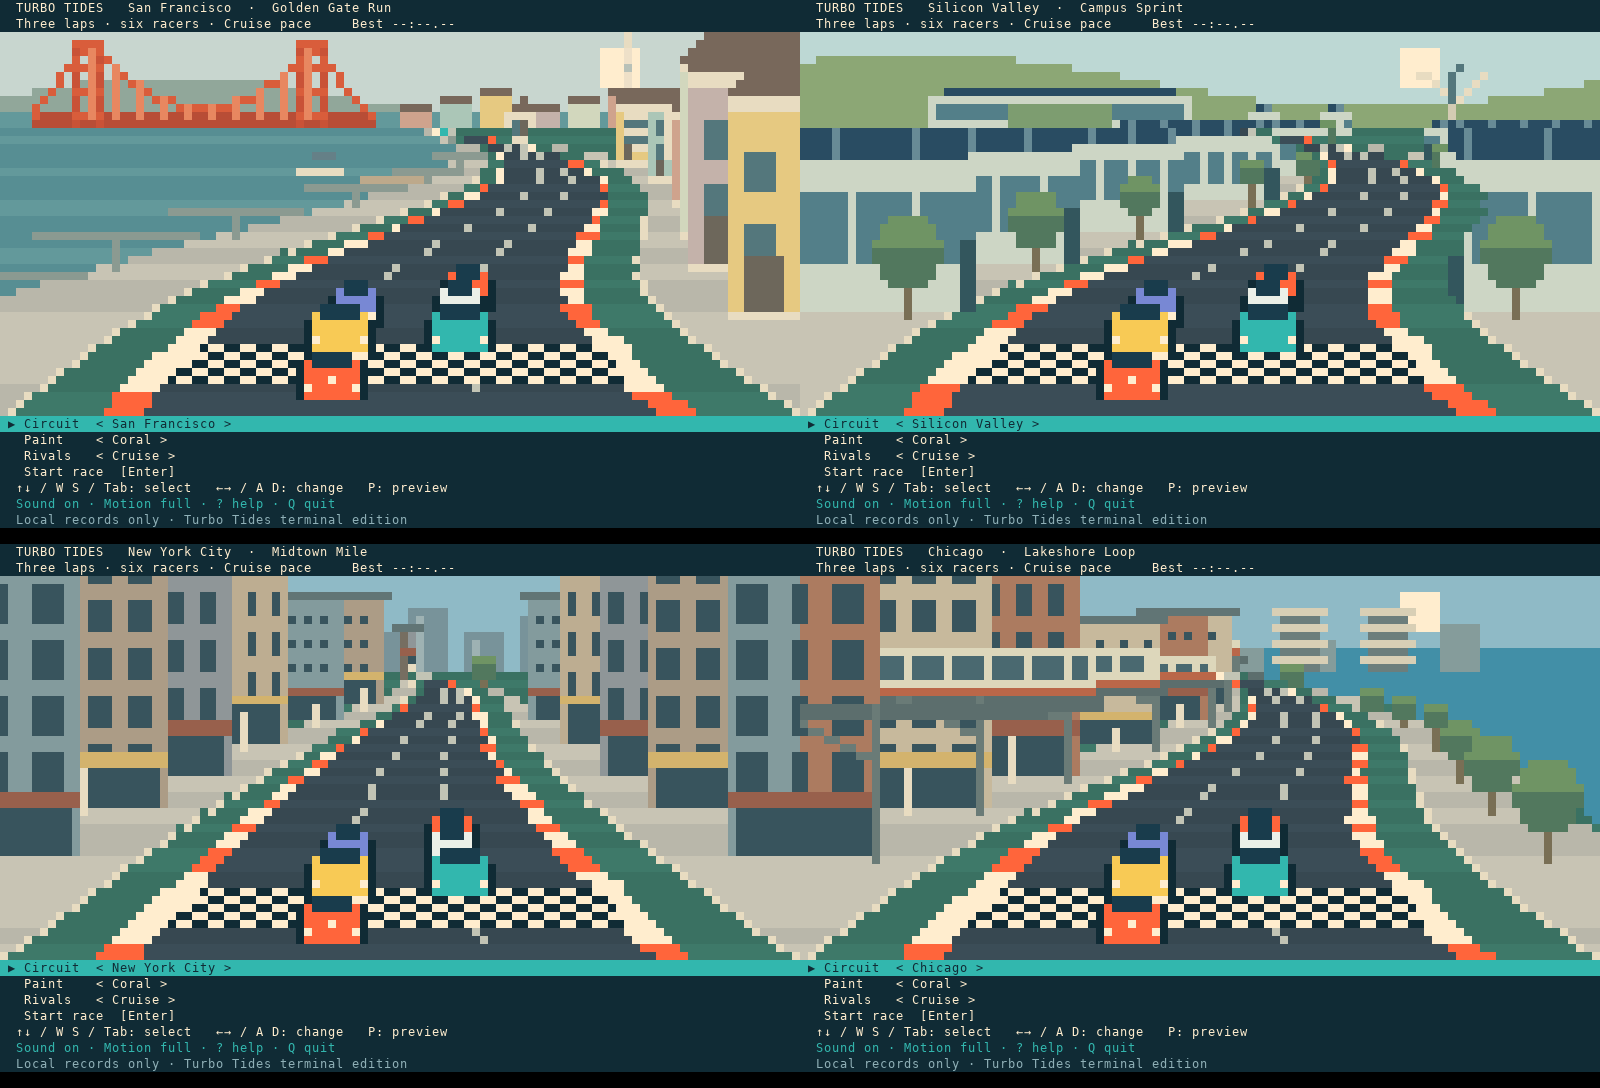 TURBO TIDES   San Francisco  ·  Golden Gate Run
Three laps · six racers · Cruise pace     Best --:--.--
▶ Circuit  < San Francisco >
Paint    < Coral >
Rivals   < Cruise >
Start race  [Enter]
↑↓ / W S / Tab: select   ←→ / A D: change   P: preview
Sound on · Motion full · ? help · Q quit
Local records only · Turbo Tides terminal edition
TURBO TIDES   Silicon Valley  ·  Campus Sprint
Three laps · six racers · Cruise pace     Best --:--.--
▶ Circuit  < Silicon Valley >
Paint    < Coral >
Rivals   < Cruise >
Start race  [Enter]
↑↓ / W S / Tab: select   ←→ / A D: change   P: preview
Sound on · Motion full · ? help · Q quit
Local records only · Turbo Tides terminal edition
TURBO TIDES   New York City  ·  Midtown Mile
Three laps · six racers · Cruise pace     Best --:--.--
▶ Circuit  < New York City >
Paint    < Coral >
Rivals   < Cruise >
Start race  [Enter]
↑↓ / W S / Tab: select   ←→ / A D: change   P: preview
Sound on · Motion full · ? help · Q quit
Local records only · Turbo Tides terminal edition
TURBO TIDES   Chicago  ·  Lakeshore Loop
Three laps · six racers · Cruise pace     Best --:--.--
▶ Circuit  < Chicago >
Paint    < Coral >
Rivals   < Cruise >
Start race  [Enter]
↑↓ / W S / Tab: select   ←→ / A D: change   P: preview
Sound on · Motion full · ? help · Q quit
Local records only · Turbo Tides terminal edition